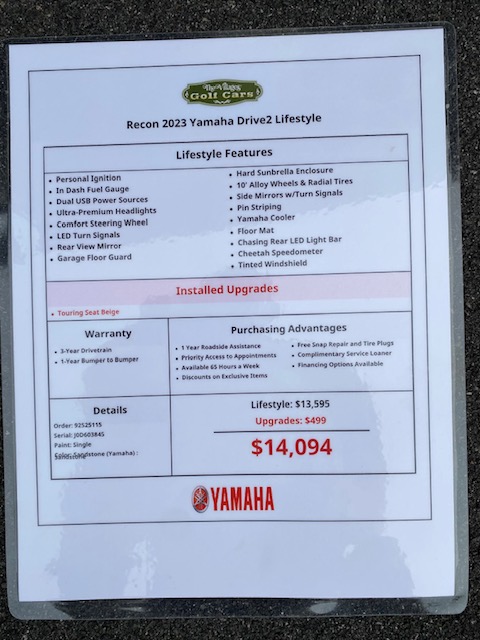 The Villages
Golf Cars
Recon 2023 Yamaha Drive2 Lifestyle
Lifestyle Features
• Personal Ignition
• In Dash Fuel Gauge
• Dual USB Power Sources
• Ultra-Premium Headlights
• Comfort Steering Wheel
• LED Turn Signals
• Rear View Mirror
• Garage Floor Guard
• Hard Sunbrella Enclosure
• 10' Alloy Wheels & Radial Tires
• Side Mirrors w/Turn Signals
• Pin Striping
• Yamaha Cooler
• Floor Mat
• Chasing Rear LED Light Bar
• Cheetah Speedometer
• Tinted Windshield
Installed Upgrades
• Touring Seat Beige
Warranty
• 3-Year Drivetrain
• 1-Year Bumper to Bumper
Purchasing Advantages
• 1 Year Roadside Assistance
• Priority Access to Appointments
• Available 65 Hours a Week
• Discounts on Exclusive Items
• Free Snap Repair and Tire Plugs
• Complimentary Service Loaner
• Financing Options Available
Details
Order: 92525115
Serial: J0D603845
Paint: Single
Color: Sandstone (Yamaha) :
Sandstone
Lifestyle: $13,595
Upgrades: $499
$14,094
YAMAHA